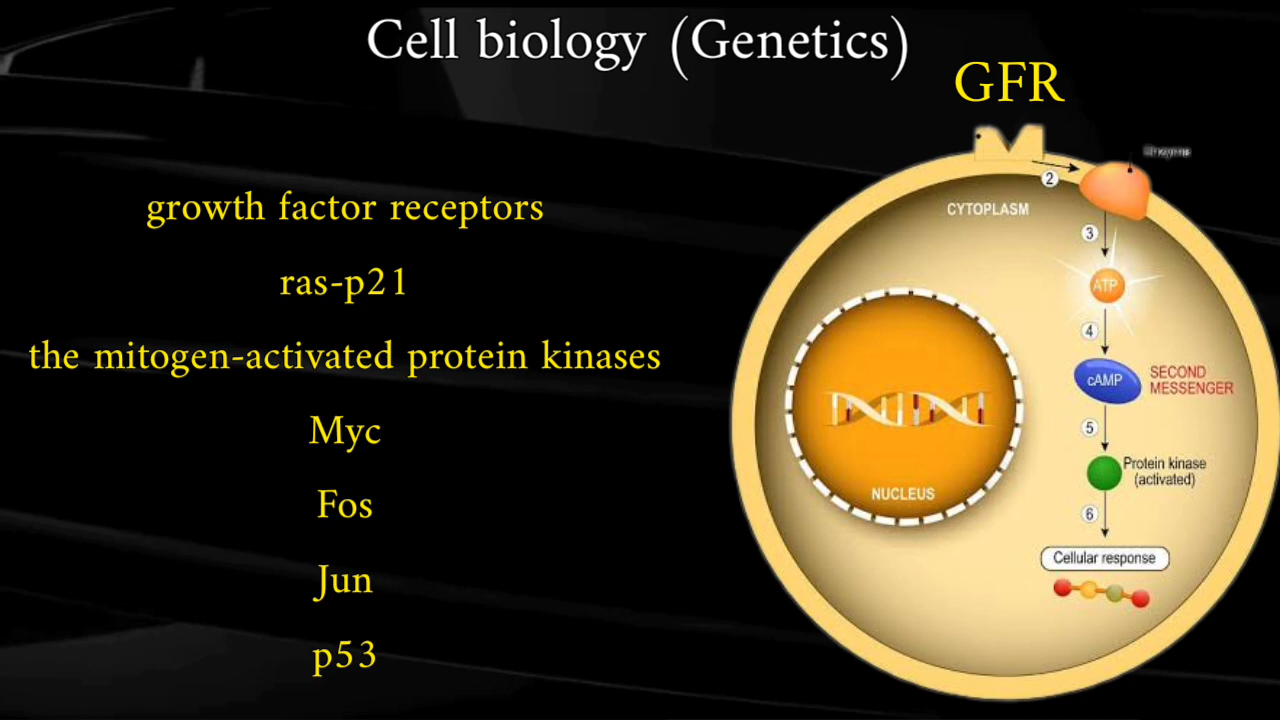 Cell biology (Genetics)
GFR
growth factor receptors
ras-p21
the mitogen-activated protein kinases
Myc
Fos
Jun
p53
Enzyme
2
CYTOPLASM
3
ATP
4
cAMP
SECOND
MESSENGER
5
Protein kinase
(activated)
6
Cellular response
NUCLEUS